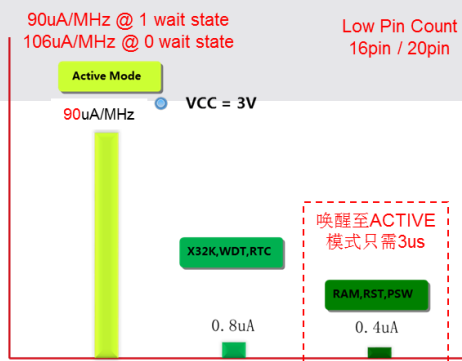 90uA/MHz @ 1 wait state
106uA/MHz @ 0 wait state
Low Pin Count
16pin / 20pin
Active Mode
VCC = 3V
90uA/MHz
唤醒至ACTIVE
模式只需3us
X32K,WDT,RTC
RAM,RST,PSW
0.8uA
0.4uA